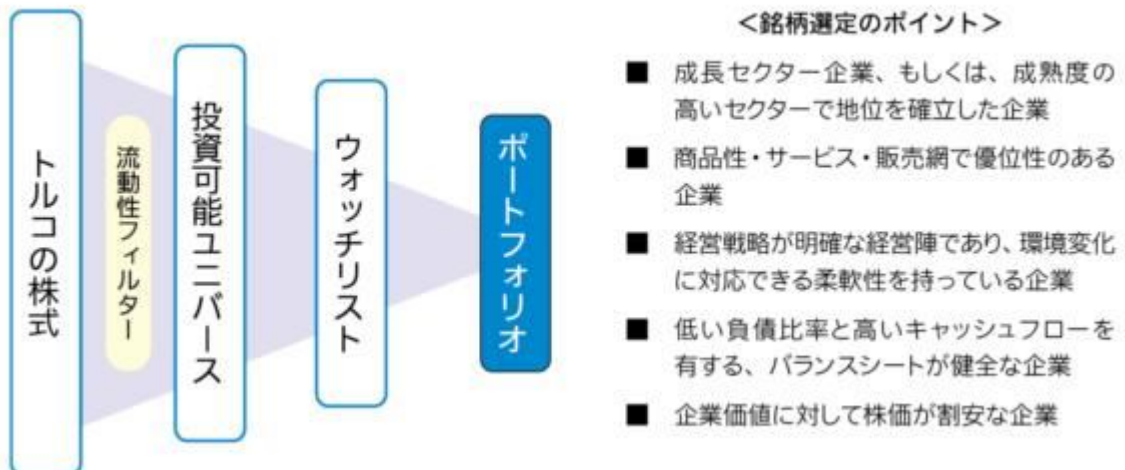 トルコの株式
流動性フィルター
投資可能ユニバース
ウォッチリスト
ポートフォリオ
＜銘柄選定のポイント＞
■ 成長セクター企業、もしくは、成熟度の
高いセクターで地位を確立した企業
■ 商品性・サービス・販売網で優位性のある
企業
■ 経営戦略が明確な経営陣であり、環境変化
に対応できる柔軟性を持っている企業
■ 低い負債比率と高いキャッシュフローを
有する、バランスシートが健全な企業
■ 企業価値に対して株価が割安な企業